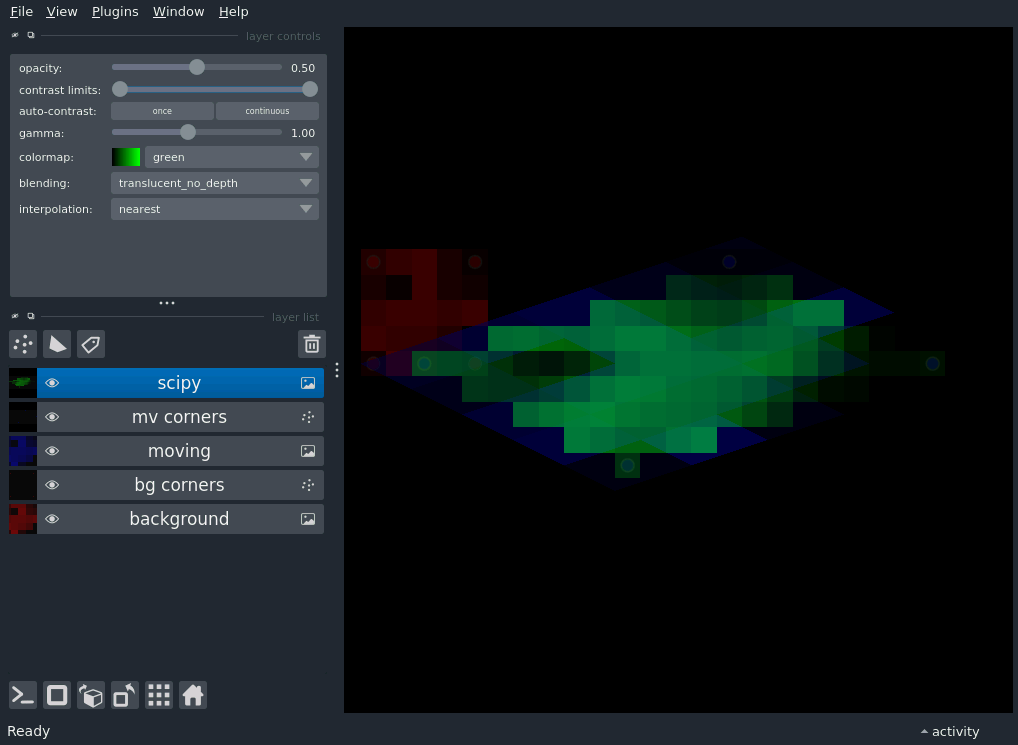 File View Plugins Window Help
layer controls
opacity: 0.50
contrast limits:
auto-contrast: once continuous
gamma: 1.00
colormap: green
blending: translucent_no_depth
interpolation: nearest
layer list
scipy
mv corners
moving
bg corners
background
Ready
activity